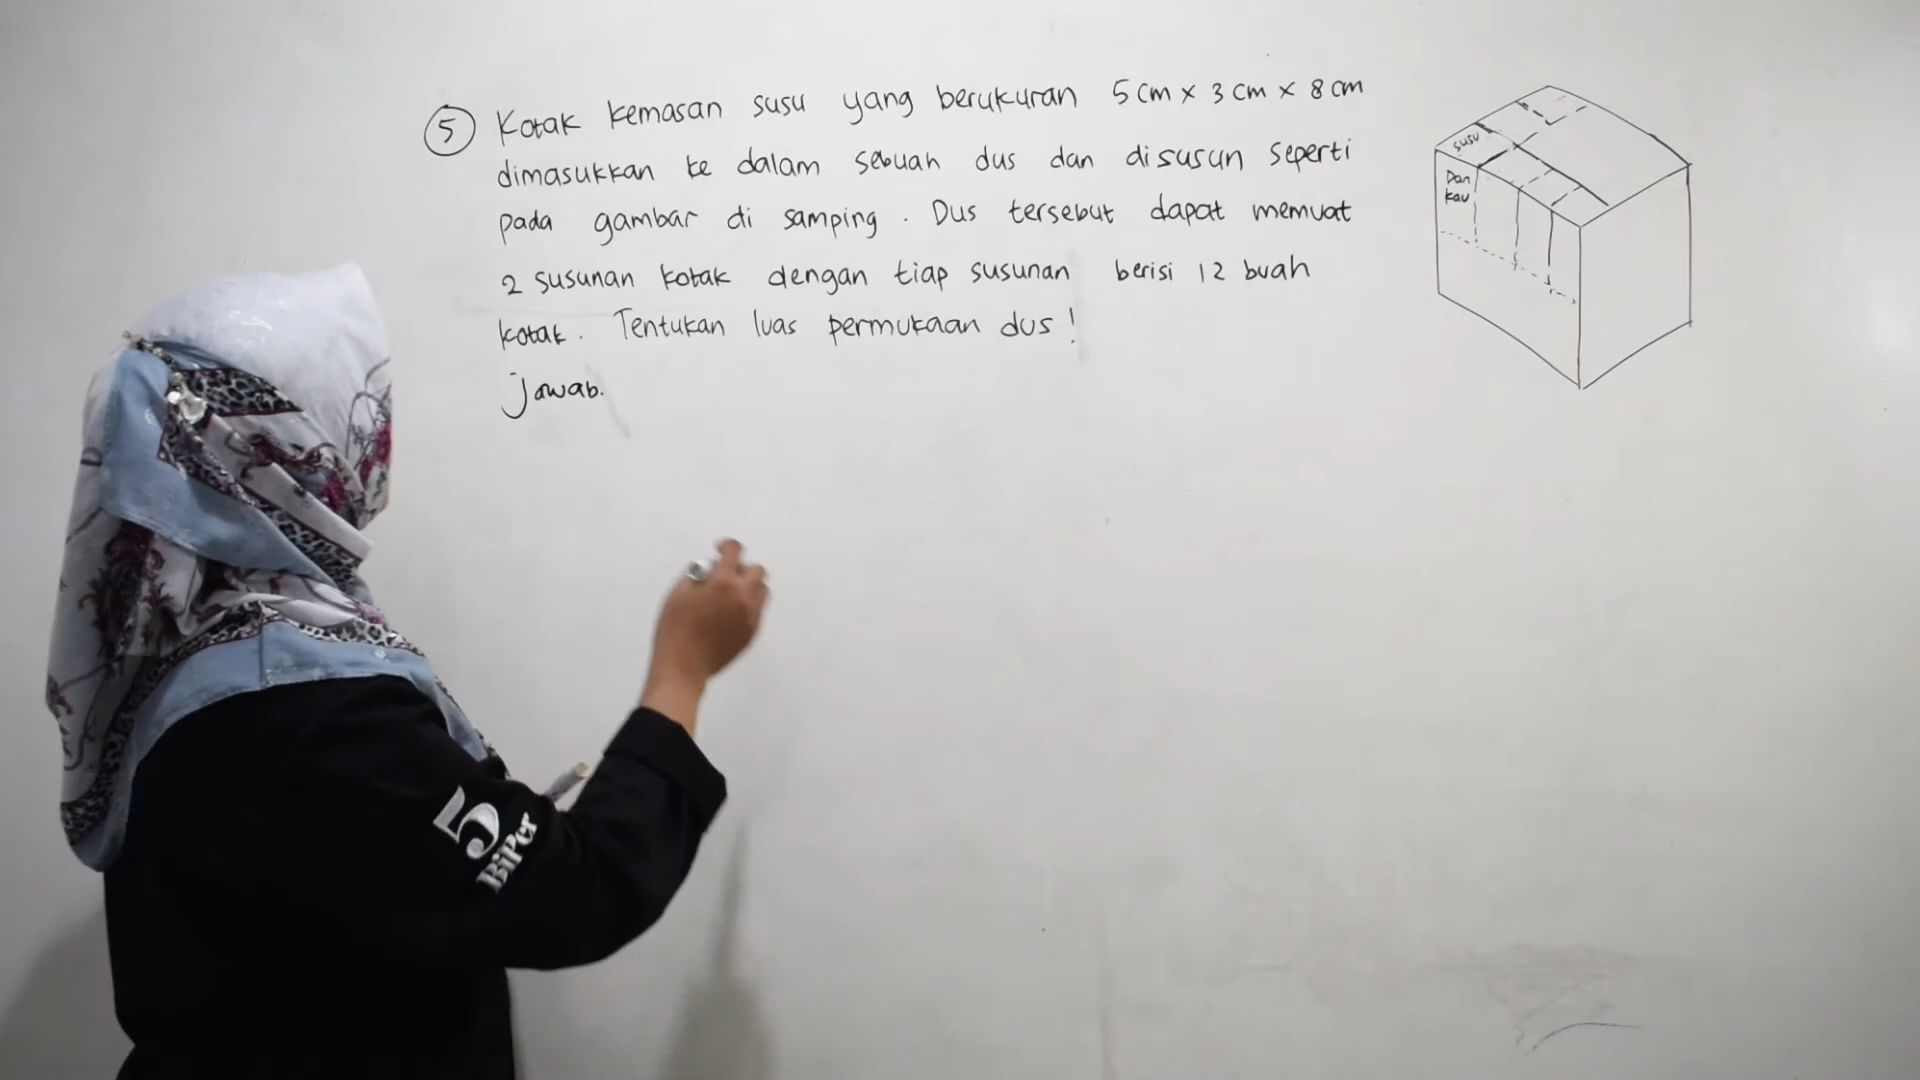 5 Kotak kemasan susu yang berukuran 5 cm x 3 cm x 8 cm
dimasukkan ke dalam sebuah dus dan disusun seperti
pada gambar di samping. Dus tersebut dapat memuat
2 susunan kotak dengan tiap susunan berisi 12 buah
kotak. Tentukan luas permukaan dus!
Jawab.
susu
Dan
kau
5
BiPer